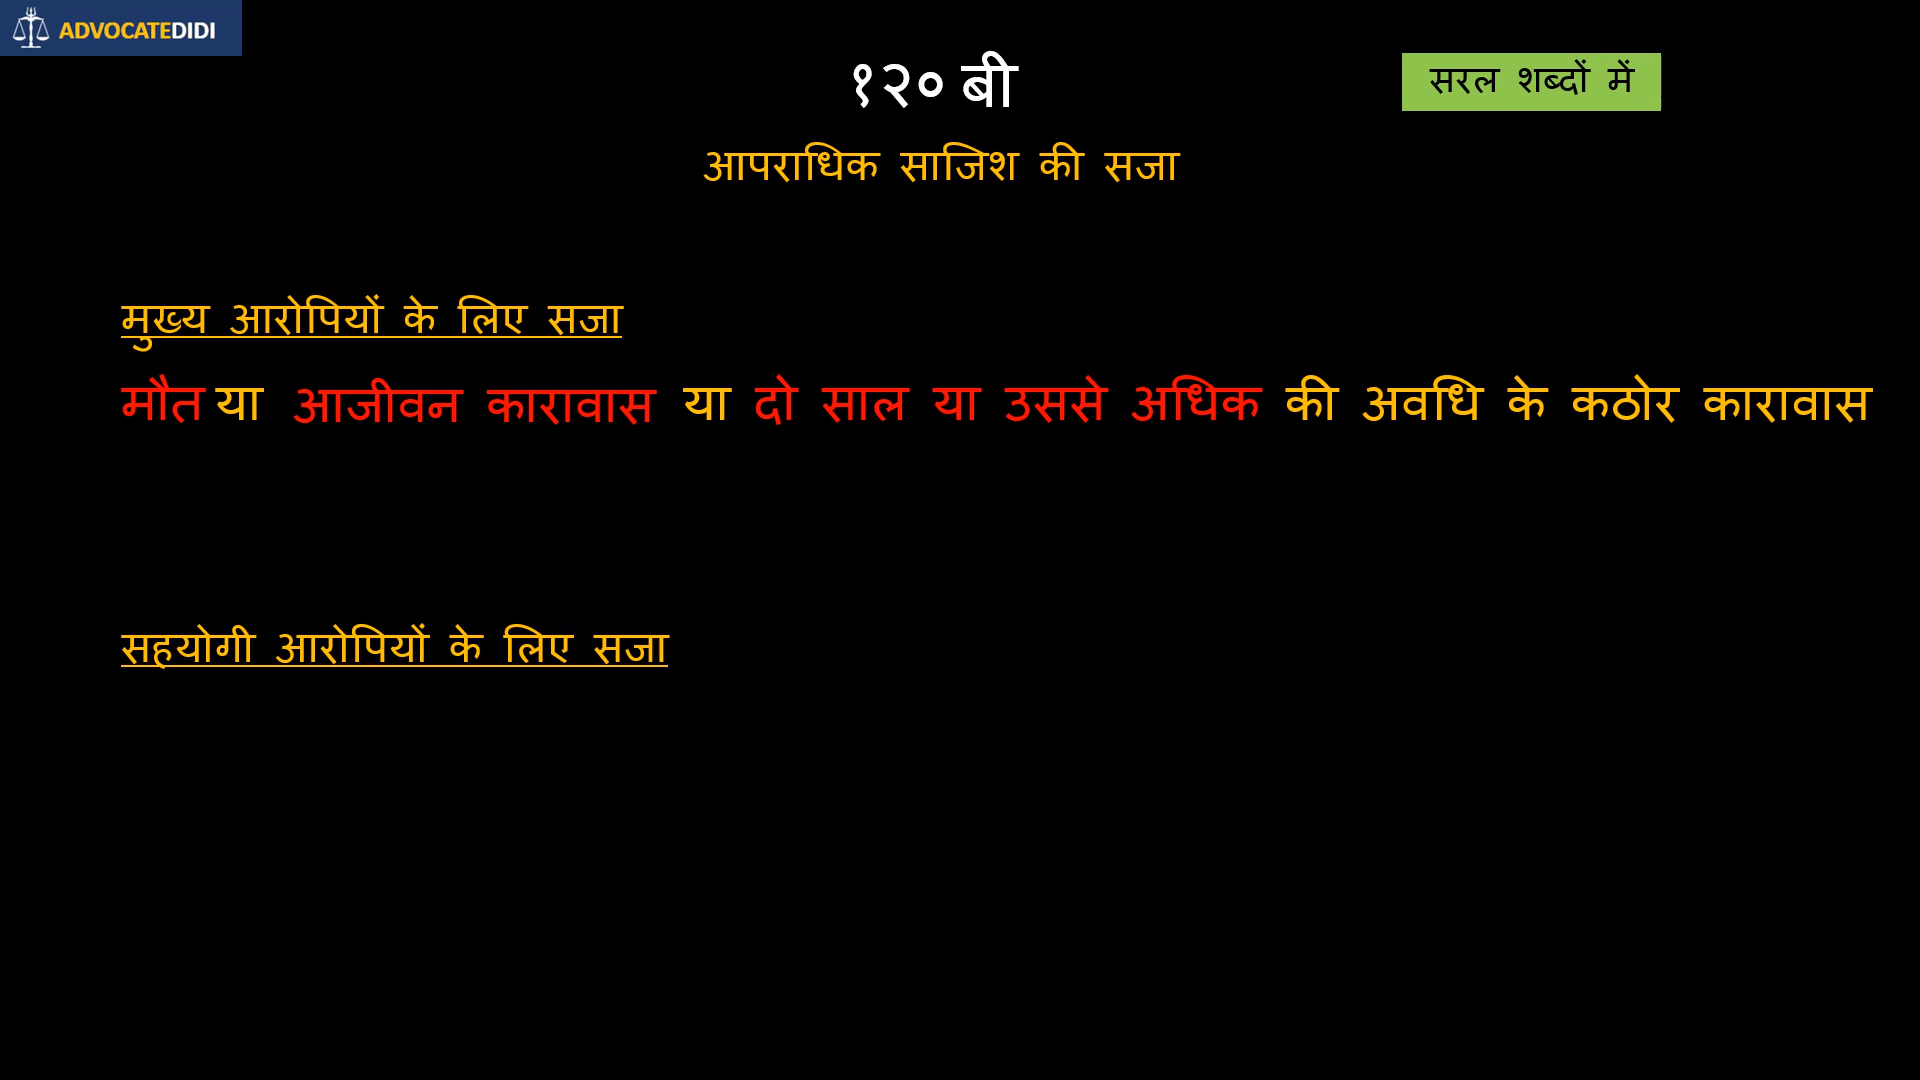 ADVOCATEDIDI
१२० बी
सरल शब्दों में
आपराधिक साजिश की सजा
मुख्य आरोपियों के लिए सजा
मौत या आजीवन कारावास या दो साल या उससे अधिक की अवधि के कठोर कारावास
सहयोगी आरोपियों के लिए सजा